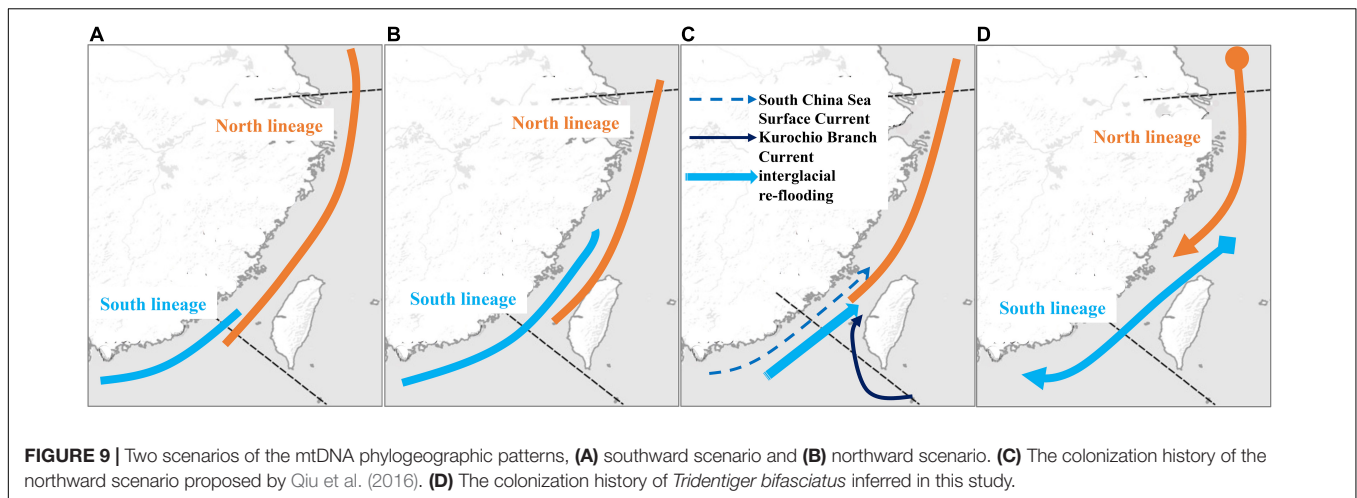 A
B
C
D
North lineage
South lineage
North lineage
South lineage
South China Sea
Surface Current
Kurochio Branch
Current
interglacial
re-flooding
North lineage
South lineage
FIGURE 9 | Two scenarios of the mtDNA phylogeographic patterns, (A) southward scenario and (B) northward scenario. (C) The colonization history of the
northward scenario proposed by Qiu et al. (2016). (D) The colonization history of Tridentiger bifasciatus inferred in this study.